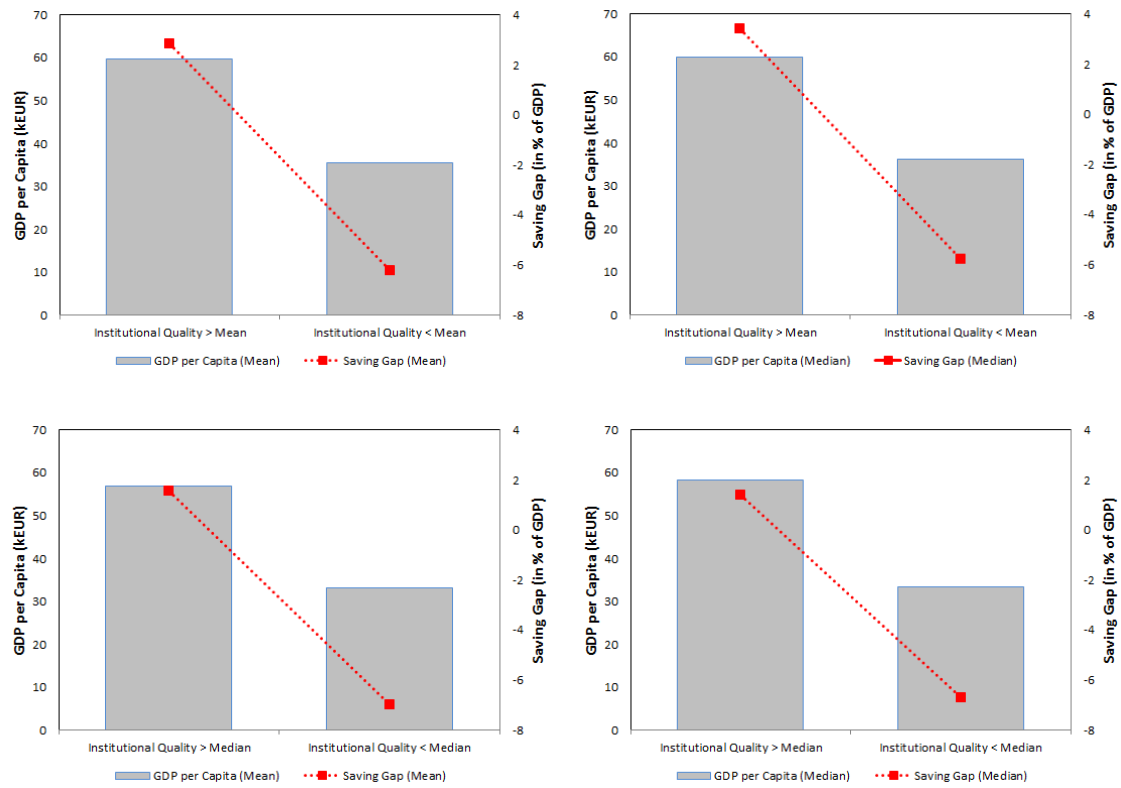 GDP per Capita (kEUR)
70
60
50
40
30
20
10
0
4
2
0
-2
-4
-6
-8
Saving Gap (in % of GDP)
Institutional Quality > Mean
Institutional Quality < Mean
GDP per Capita (Mean)
Saving Gap (Mean)
GDP per Capita (kEUR)
70
60
50
40
30
20
10
0
4
2
0
-2
-4
-6
-8
Saving Gap (in % of GDP)
Institutional Quality > Mean
Institutional Quality < Mean
GDP per Capita (Median)
Saving Gap (Median)
GDP per Capita (kEUR)
70
60
50
40
30
20
10
0
4
2
0
-2
-4
-6
-8
Saving Gap (in % of GDP)
Institutional Quality > Median
Institutional Quality < Median
GDP per Capita (Mean)
Saving Gap (Mean)
GDP per Capita (kEUR)
70
60
50
40
30
20
10
0
4
2
0
-2
-4
-6
-8
Saving Gap (in % of GDP)
Institutional Quality > Median
Institutional Quality < Median
GDP per Capita (Median)
Saving Gap (Median)